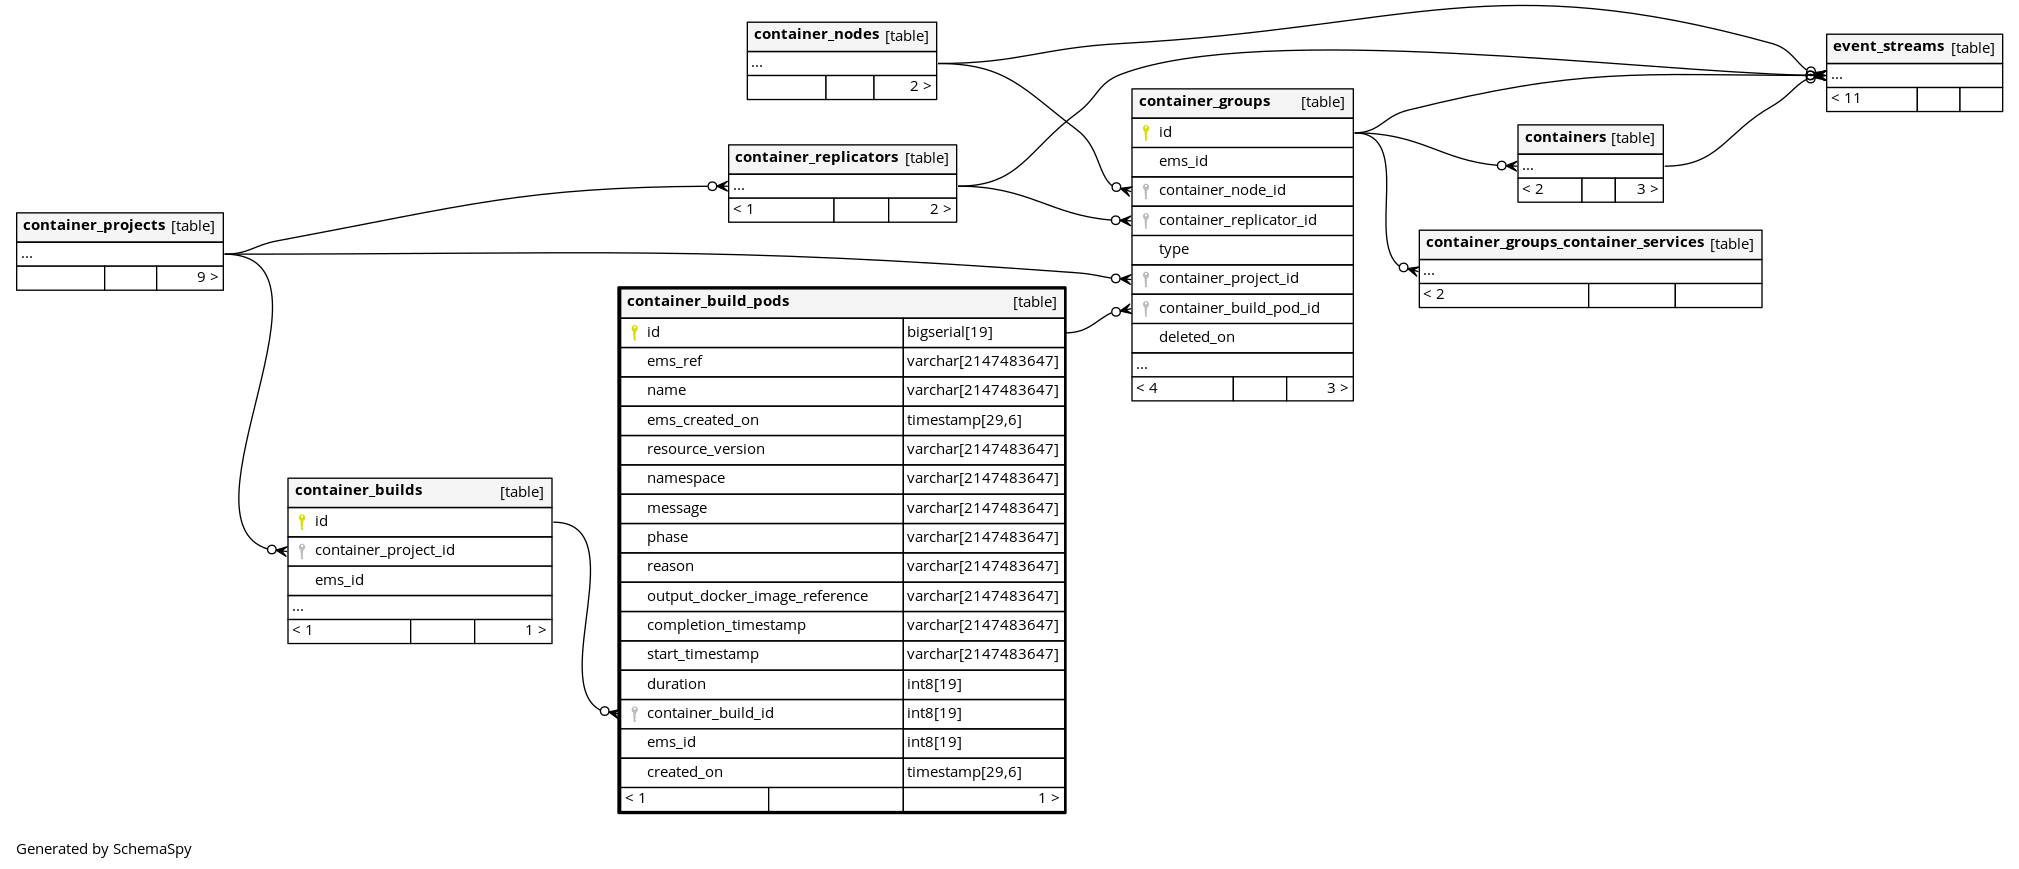 container_nodes [table]
...
2 >
event_streams [table]
...
< 11
container_groups [table]
id
ems_id
container_node_id
container_replicator_id
type
container_project_id
container_build_pod_id
deleted_on
...
< 4 3 >
containers [table]
...
< 2 3 >
container_replicators [table]
...
< 1 2 >
container_projects [table]
...
9 >
container_groups_container_services [table]
...
< 2
container_build_pods [table]
id bigserial[19]
ems_ref varchar[2147483647]
name varchar[2147483647]
ems_created_on timestamp[29,6]
resource_version varchar[2147483647]
namespace varchar[2147483647]
message varchar[2147483647]
phase varchar[2147483647]
reason varchar[2147483647]
output_docker_image_reference varchar[2147483647]
completion_timestamp varchar[2147483647]
start_timestamp varchar[2147483647]
duration int8[19]
container_build_id int8[19]
ems_id int8[19]
created_on timestamp[29,6]
< 1 1 >
container_builds [table]
id
container_project_id
ems_id
...
< 1 1 >
Generated by SchemaSpy